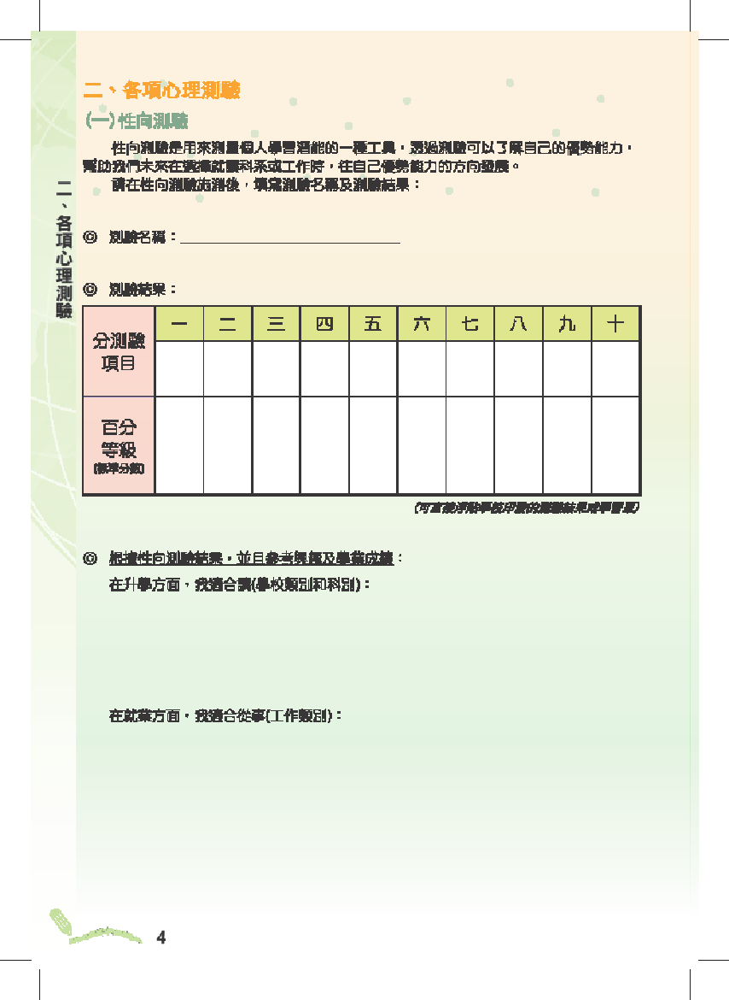 二、各項心理測驗
(一)性向測驗
性向測驗是用來測量個人學習潛能的一種工具，透過測驗可以了解自己的優勢能力，
幫助我們未來在選擇就讀科系或工作時，往自己優勢能力的方向發展。
請在性向測驗施測後，填寫測驗名稱及測驗結果：
二、各項心理測驗
◎ 測驗名稱：
◎ 測驗結果：
分測驗項目 一 二 三 四 五 六 七 八 九 十
百分
等級
(標準分數)
◎ 根據性向測驗結果，並且參考興趣及學業成績：
在升學方面，我適合讀(學校類別和科別)：
在就業方面，我適合從事(工作類別)：
4